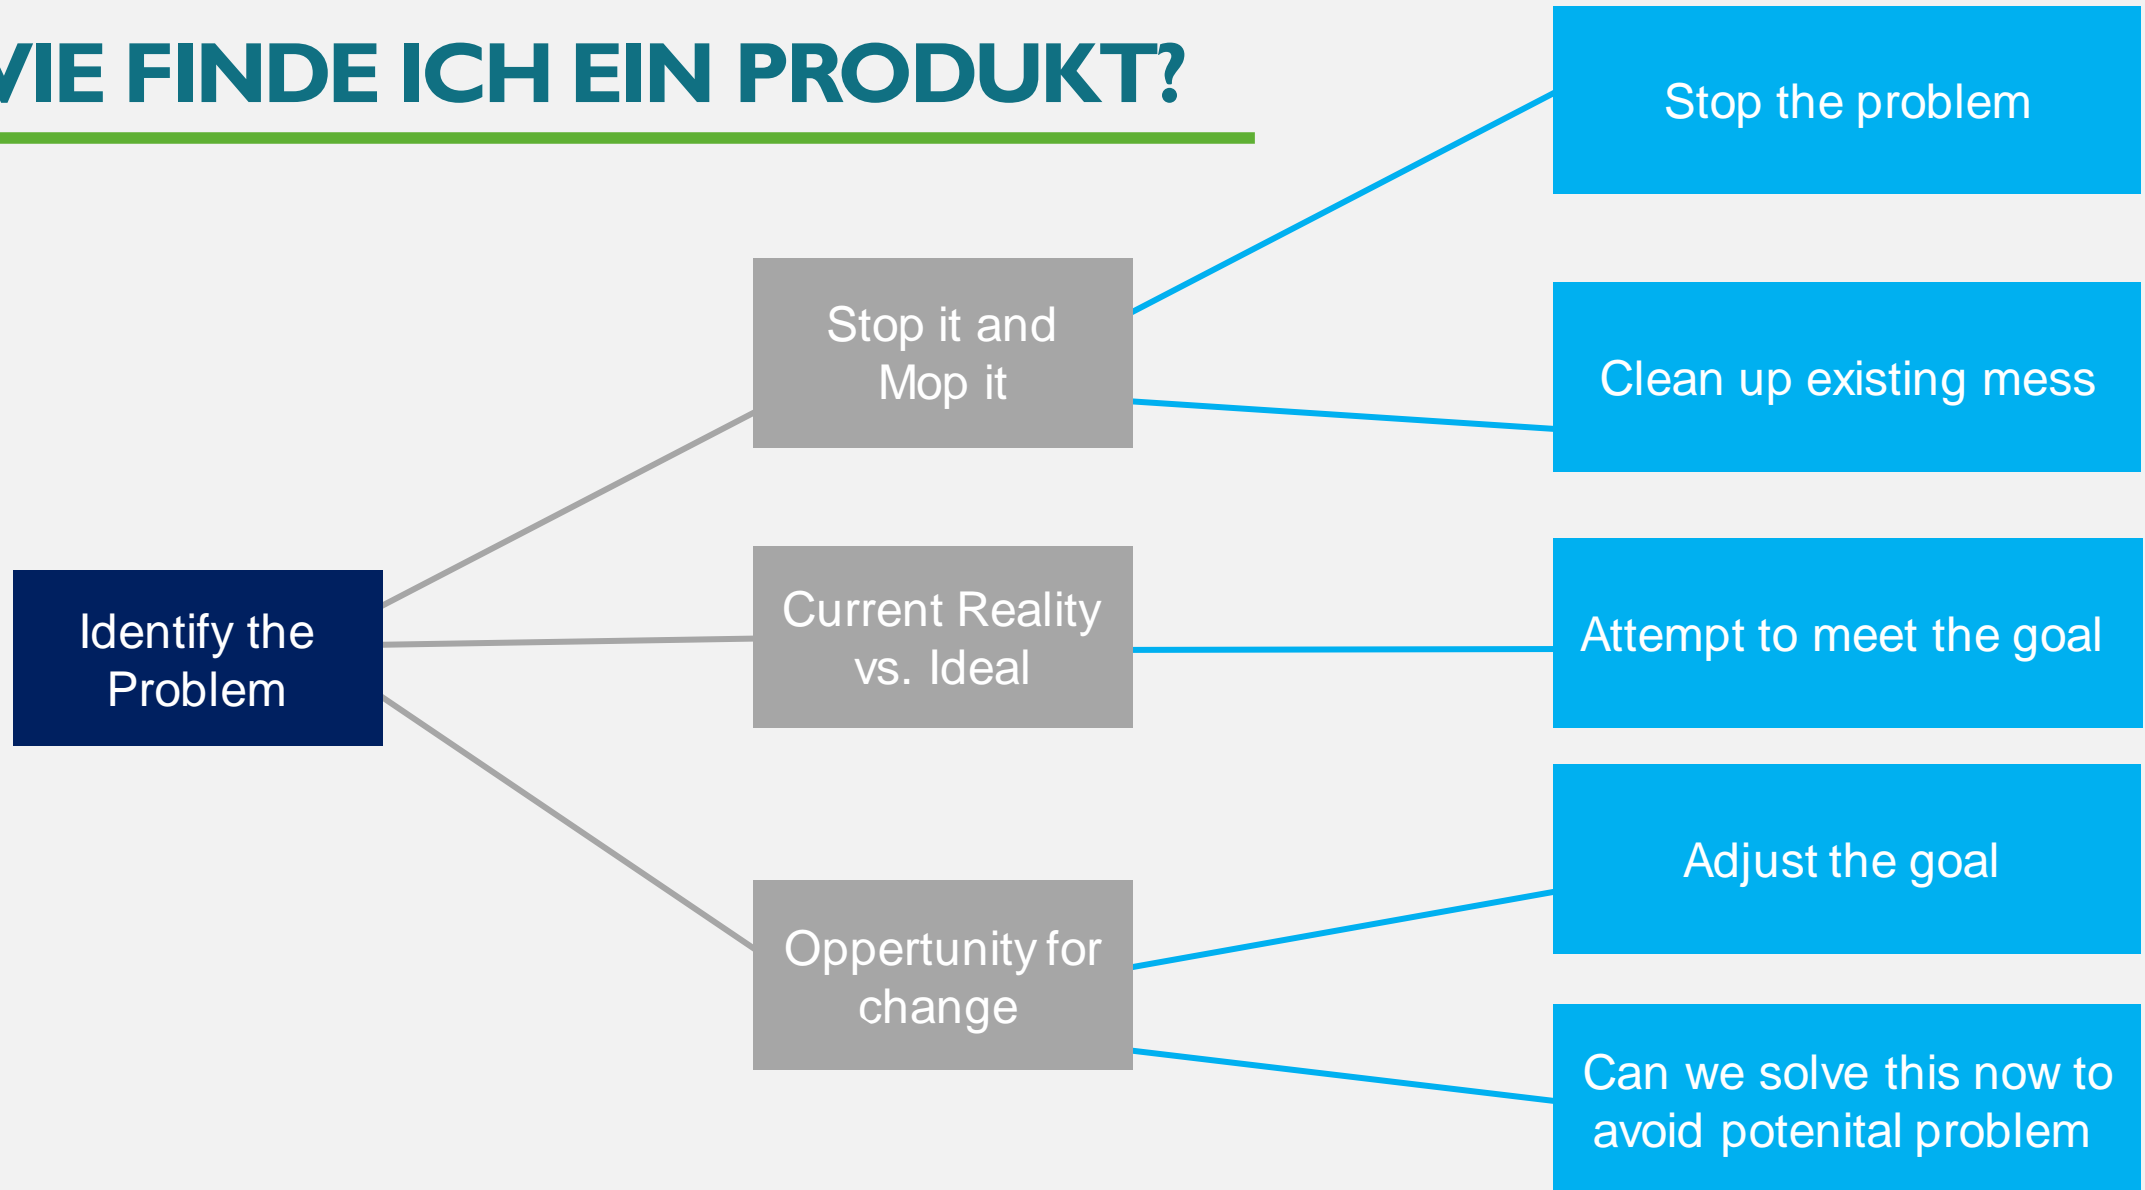 WIE FINDE ICH EIN PRODUKT?
Stop the problem
Stop it and
Mop it
Clean up existing mess
Identify the
Problem
Current Reality
vs. Ideal
Attempt to meet the goal
Adjust the goal
Oppertunity for
change
Can we solve this now to
avoid potenital problem